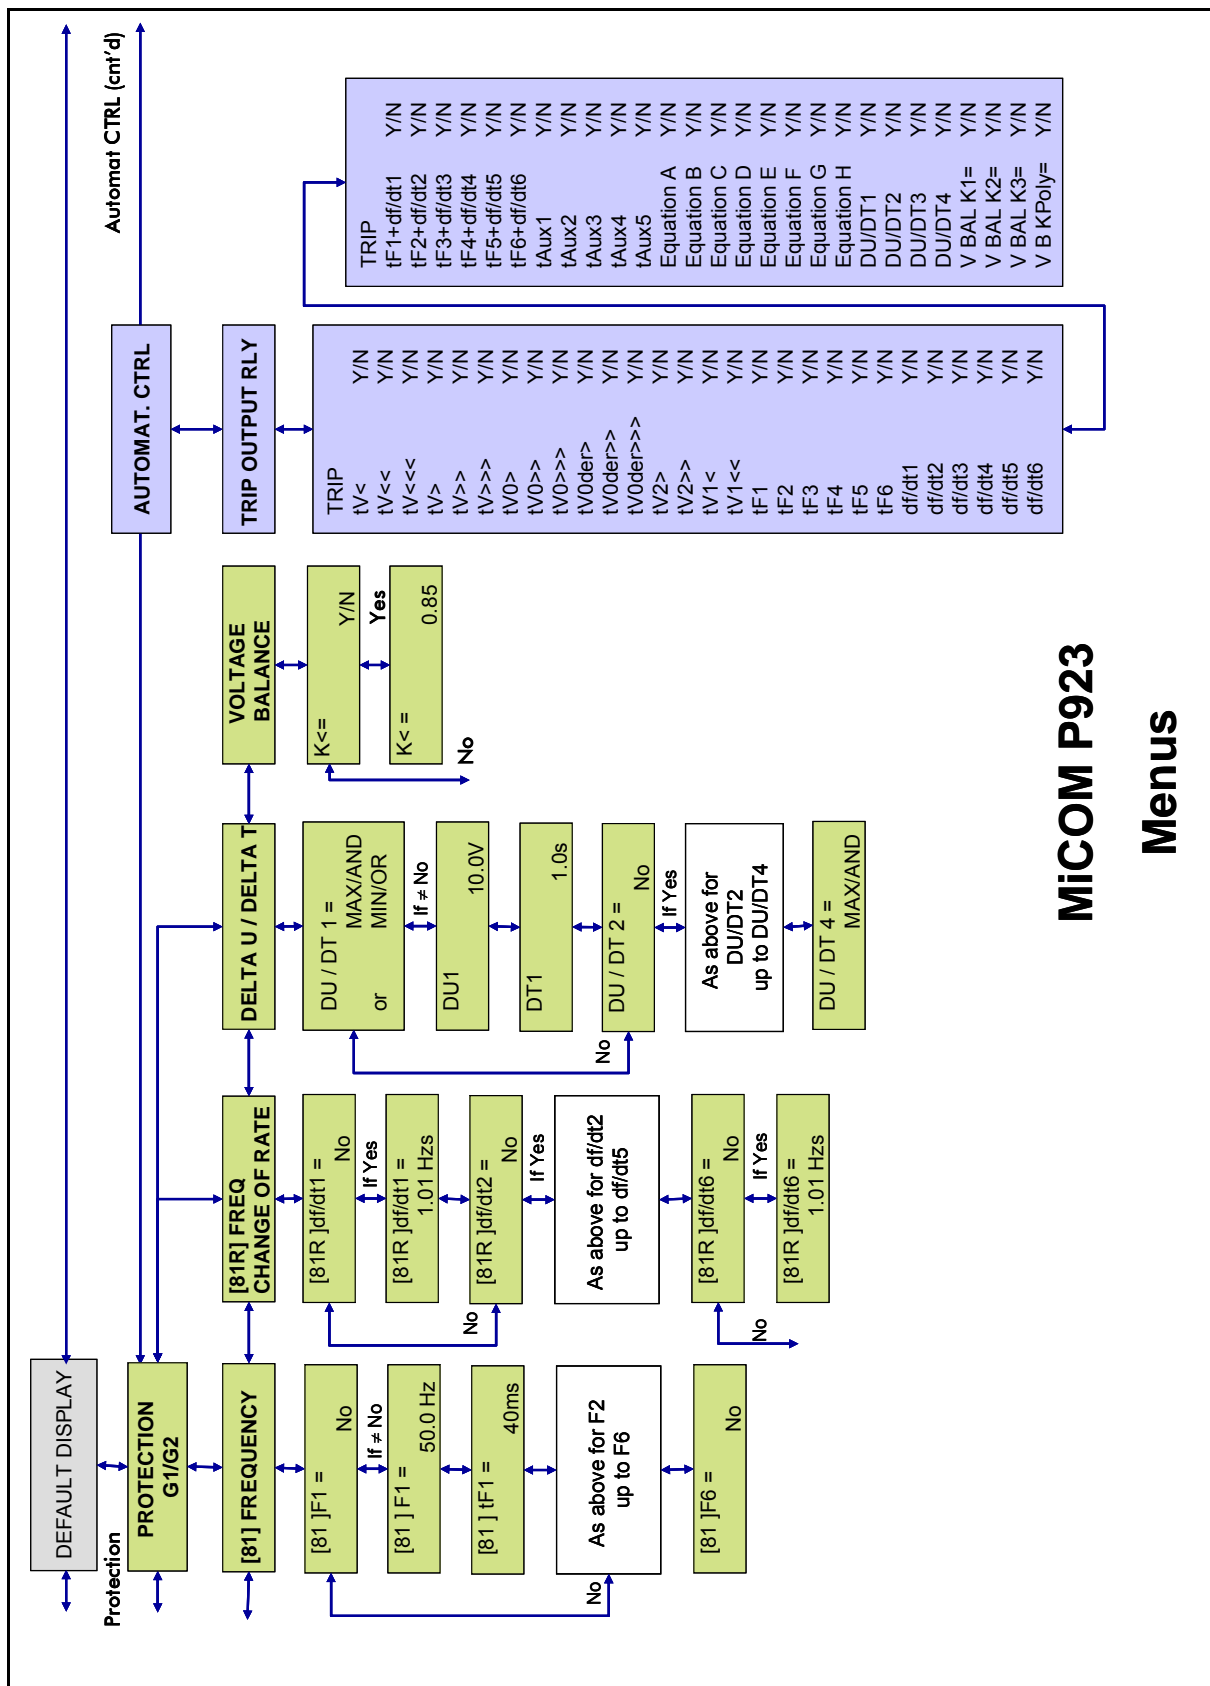 DEFAULT DISPLAY
Protection
Automat CTRL (cnt'd)
PROTECTION
G1/G2
AUTOMAT. CTRL
[81] FREQUENCY
[81 ]F1 =
No
If ≠ No
[81 ] F1 =
50.0 Hz
[81 ] tF1 =
40ms
As above for F2
up to F6
No
[81 ]F6 =
No
[81R] FREQ
CHANGE OF RATE
[81R ]df/dt1 =
No
If Yes
[81R ]df/dt1 =
1.01 Hzs
[81R ]df/dt2 =
No
No
If Yes
As above for df/dt2
up to df/dt5
[81R ]df/dt6 =
No
If Yes
[81R ]df/dt6 =
1.01 Hzs
No
DELTA U / DELTA T
DU / DT 1 =
MAX/AND
or MIN/OR
If ≠ No
DU1
10.0V
DT1
1.0s
DU / DT 2 =
No
No
If Yes
As above for
DU/DT2
up to DU/DT4
DU / DT 4 =
MAX/AND
VOLTAGE
BALANCE
K<=
Y/N
Yes
K< =
0.85
No
TRIP OUTPUT RLY
TRIP
tV< Y/N
tV<< Y/N
tV<<< Y/N
tV> Y/N
tV>> Y/N
tV>>> Y/N
tV0> Y/N
tV0>> Y/N
tV0>>> Y/N
tV0der> Y/N
tV0der>> Y/N
tV0der>>> Y/N
tV2> Y/N
tV2>> Y/N
tV1< Y/N
tV1<< Y/N
tF1 Y/N
tF2 Y/N
tF3 Y/N
tF4 Y/N
tF5 Y/N
tF6 Y/N
df/dt1 Y/N
df/dt2 Y/N
df/dt3 Y/N
df/dt4 Y/N
df/dt5 Y/N
df/dt6 Y/N
TRIP
tF1+df/dt1 Y/N
tF2+df/dt2 Y/N
tF3+df/dt3 Y/N
tF4+df/dt4 Y/N
tF5+df/dt5 Y/N
tF6+df/dt6 Y/N
tAux1 Y/N
tAux2 Y/N
tAux3 Y/N
tAux4 Y/N
tAux5 Y/N
Equation A Y/N
Equation B Y/N
Equation C Y/N
Equation D Y/N
Equation E Y/N
Equation F Y/N
Equation G Y/N
Equation H Y/N
DU/DT1 Y/N
DU/DT2 Y/N
DU/DT3 Y/N
DU/DT4 Y/N
V BAL K1= Y/N
V BAL K2= Y/N
V BAL K3= Y/N
V B KPoly= Y/N
MiCOM P923
Menus